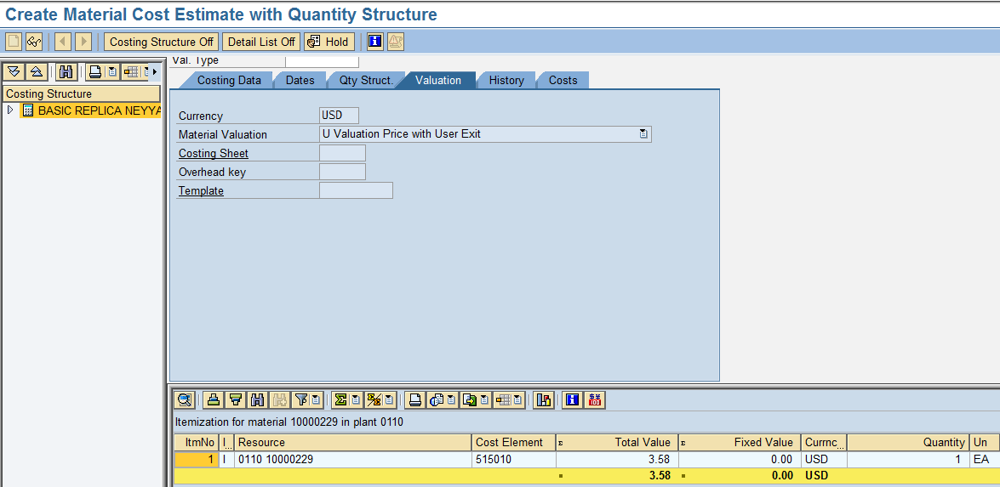 Create Material Cost Estimate with Quantity Structure
Costing Structure Off Detail List Off Hold
Val. Type
Costing Structure
BASIC REPLICA NEYYA
Costing Data Dates Qty Struct. Valuation History Costs
Currency USD
Material Valuation U Valuation Price with User Exit
Costing Sheet
Overhead key
Template
Itemization for material 10000229 in plant 0110
ItmNo I... Resource Cost Element Σ Total Value Σ Fixed Value Currnc... Quantity Un
1 I 0110 10000229 515010 3.58 0.00 USD 1 EA
▪ 3.58 ▪ 0.00 USD